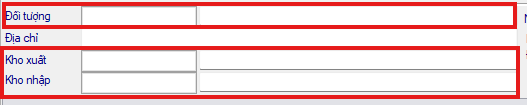 Đối tượng
Địa chỉ
Kho xuất
Kho nhập